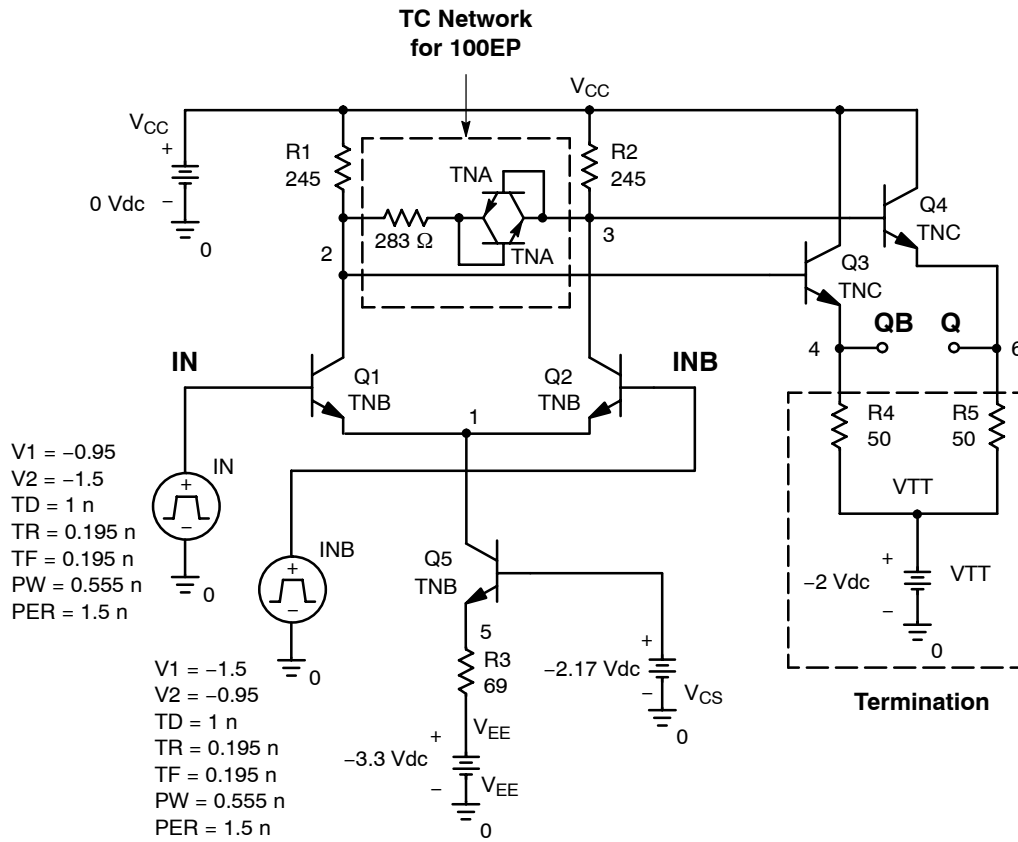 TC Network
for 100EP
V_CC
V_CC
+
0 Vdc
−
0
R1
245
R2
245
TNA
283 Ω
TNA
2
3
Q4
TNC
Q3
TNC
QB
Q
4
6
IN
INB
Q1
TNB
Q2
TNB
1
R4
50
R5
50
V1 = −0.95
V2 = −1.5
TD = 1 n
TR = 0.195 n
TF = 0.195 n
PW = 0.555 n
PER = 1.5 n
IN
+
−
0
INB
+
−
0
V1 = −1.5
V2 = −0.95
TD = 1 n
TR = 0.195 n
TF = 0.195 n
PW = 0.555 n
PER = 1.5 n
Q5
TNB
5
R3
69
V_EE
+
−3.3 Vdc
−
V_EE
0
+
−2.17 Vdc
−
V_CS
0
VTT
+
−2 Vdc
VTT
−
0
Termination